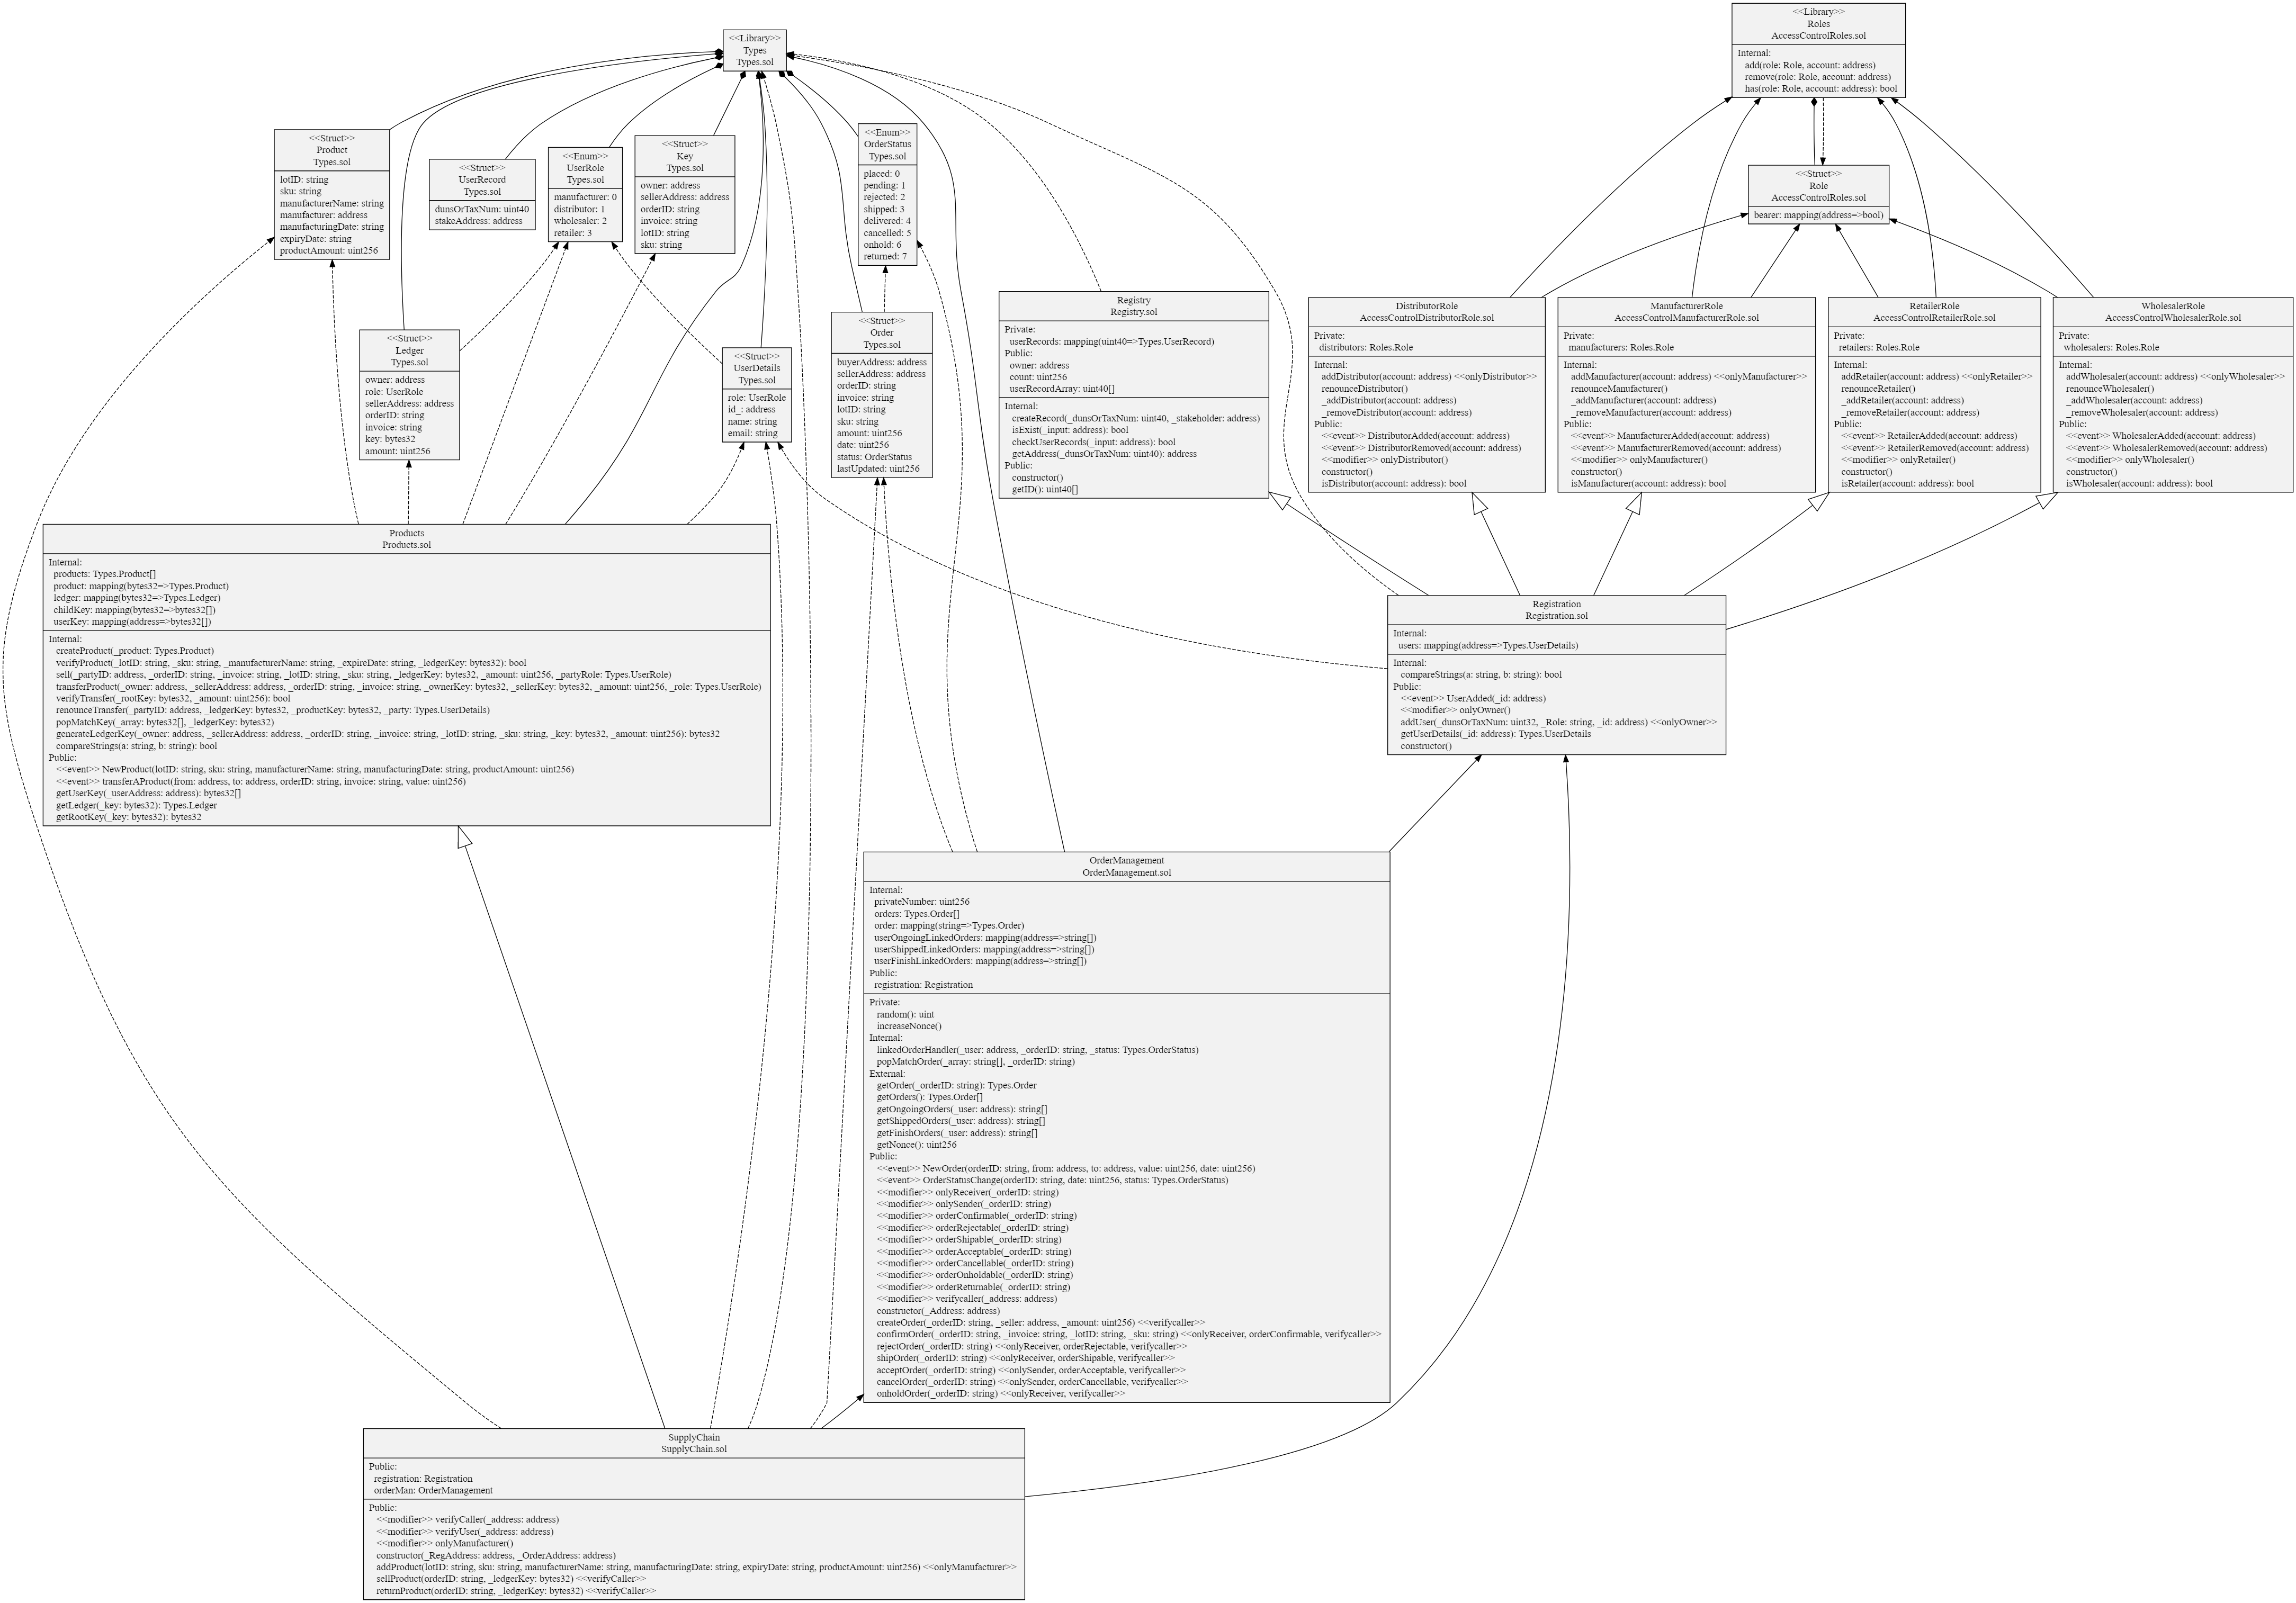 <<Library>>
Types
Types.sol
<<Library>>
Roles
AccessControlRoles.sol
Internal:
add(role: Role, account: address)
remove(role: Role, account: address)
has(role: Role, account: address): bool
<<Struct>>
Product
Types.sol
lotID: string
sku: string
manufacturerName: string
manufacturer: address
manufacturingDate: string
expiryDate: string
productAmount: uint256
<<Struct>>
UserRecord
Types.sol
dunsOrTaxNum: uint40
stakeAddress: address
<<Enum>>
UserRole
Types.sol
manufacturer: 0
distributor: 1
wholesaler: 2
retailer: 3
<<Struct>>
Key
Types.sol
owner: address
sellerAddress: address
orderID: string
invoice: string
lotID: string
sku: string
<<Enum>>
OrderStatus
Types.sol
placed: 0
pending: 1
rejected: 2
shipped: 3
delivered: 4
cancelled: 5
onhold: 6
returned: 7
<<Struct>>
Role
AccessControlRoles.sol
bearer: mapping(address=>bool)
<<Struct>>
Ledger
Types.sol
owner: address
role: UserRole
sellerAddress: address
orderID: string
invoice: string
key: bytes32
amount: uint256
<<Struct>>
UserDetails
Types.sol
role: UserRole
id_: address
name: string
email: string
<<Struct>>
Order
Types.sol
buyerAddress: address
sellerAddress: address
orderID: string
invoice: string
lotID: string
sku: string
amount: uint256
date: uint256
status: OrderStatus
lastUpdated: uint256
Registry
Registry.sol
Private:
userRecords: mapping(uint40=>Types.UserRecord)
Public:
owner: address
count: uint256
userRecordArray: uint40[]
Internal:
createRecord(_dunsOrTaxNum: uint40, _stakeholder: address)
isExist(_input: address): bool
checkUserRecords(_input: address): bool
getAddress(_dunsOrTaxNum: uint40): address
Public:
constructor()
getID(): uint40[]
DistributorRole
AccessControlDistributorRole.sol
Private:
distributors: Roles.Role
Internal:
addDistributor(account: address) <<onlyDistributor>>
renounceDistributor()
_addDistributor(account: address)
_removeDistributor(account: address)
Public:
<<event>> DistributorAdded(account: address)
<<event>> DistributorRemoved(account: address)
<<modifier>> onlyDistributor()
constructor()
isDistributor(account: address): bool
ManufacturerRole
AccessControlManufacturerRole.sol
Private:
manufacturers: Roles.Role
Internal:
addManufacturer(account: address) <<onlyManufacturer>>
renounceManufacturer()
_addManufacturer(account: address)
_removeManufacturer(account: address)
Public:
<<event>> ManufacturerAdded(account: address)
<<event>> ManufacturerRemoved(account: address)
<<modifier>> onlyManufacturer()
constructor()
isManufacturer(account: address): bool
RetailerRole
AccessControlRetailerRole.sol
Private:
retailers: Roles.Role
Internal:
addRetailer(account: address) <<onlyRetailer>>
renounceRetailer()
_addRetailer(account: address)
_removeRetailer(account: address)
Public:
<<event>> RetailerAdded(account: address)
<<event>> RetailerRemoved(account: address)
<<modifier>> onlyRetailer()
constructor()
isRetailer(account: address): bool
WholesalerRole
AccessControlWholesalerRole.sol
Private:
wholesalers: Roles.Role
Internal:
addWholesaler(account: address) <<onlyWholesaler>>
renounceWholesaler()
_addWholesaler(account: address)
_removeWholesaler(account: address)
Public:
<<event>> WholesalerAdded(account: address)
<<event>> WholesalerRemoved(account: address)
<<modifier>> onlyWholesaler()
constructor()
isWholesaler(account: address): bool
Products
Products.sol
Internal:
products: Types.Product[]
product: mapping(bytes32=>Types.Product)
ledger: mapping(bytes32=>Types.Ledger)
childKey: mapping(bytes32=>bytes32[])
userKey: mapping(address=>bytes32[])
Internal:
createProduct(_product: Types.Product)
verifyProduct(_lotID: string, _sku: string, _manufacturerName: string, _expireDate: string, _ledgerKey: bytes32): bool
sell(_partyID: address, _orderID: string, _invoice: string, _lotID: string, _sku: string, _ledgerKey: bytes32, _amount: uint256, _partyRole: Types.UserRole)
transferProduct(_owner: address, _sellerAddress: address, _orderID: string, _invoice: string, _ownerKey: bytes32, _sellerKey: bytes32, _amount: uint256, _role: Types.UserRole)
verifyTransfer(_rootKey: bytes32, _amount: uint256): bool
renounceTransfer(_partyID: address, _ledgerKey: bytes32, _productKey: bytes32, _party: Types.UserDetails)
popMatchKey(_array: bytes32[], _ledgerKey: bytes32)
generateLedgerKey(_owner: address, _sellerAddress: address, _orderID: string, _invoice: string, _lotID: string, _sku: string, _key: bytes32, _amount: uint256): bytes32
compareStrings(a: string, b: string): bool
Public:
<<event>> NewProduct(lotID: string, sku: string, manufacturerName: string, manufacturingDate: string, productAmount: uint256)
<<event>> transferAProduct(from: address, to: address, orderID: string, invoice: string, value: uint256)
getUserKey(_userAddress: address): bytes32[]
getLedger(_key: bytes32): Types.Ledger
getRootKey(_key: bytes32): bytes32
Registration
Registration.sol
Internal:
users: mapping(address=>Types.UserDetails)
Internal:
compareStrings(a: string, b: string): bool
Public:
<<event>> UserAdded(_id: address)
<<modifier>> onlyOwner()
addUser(_dunsOrTaxNum: uint32, _Role: string, _id: address) <<onlyOwner>>
getUserDetails(_id: address): Types.UserDetails
constructor()
OrderManagement
OrderManagement.sol
Internal:
privateNumber: uint256
orders: Types.Order[]
order: mapping(string=>Types.Order)
userOngoingLinkedOrders: mapping(address=>string[])
userShippedLinkedOrders: mapping(address=>string[])
userFinishLinkedOrders: mapping(address=>string[])
Public:
registration: Registration
Private:
random(): uint
increaseNonce()
Internal:
linkedOrderHandler(_user: address, _orderID: string, _status: Types.OrderStatus)
popMatchOrder(_array: string[], _orderID: string)
External:
getOrder(_orderID: string): Types.Order
getOrders(): Types.Order[]
getOngoingOrders(_user: address): string[]
getShippedOrders(_user: address): string[]
getFinishOrders(_user: address): string[]
getNonce(): uint256
Public:
<<event>> NewOrder(orderID: string, from: address, to: address, value: uint256, date: uint256)
<<event>> OrderStatusChange(orderID: string, date: uint256, status: Types.OrderStatus)
<<modifier>> onlyReceiver(_orderID: string)
<<modifier>> onlySender(_orderID: string)
<<modifier>> orderConfirmable(_orderID: string)
<<modifier>> orderRejectable(_orderID: string)
<<modifier>> orderShipable(_orderID: string)
<<modifier>> orderAcceptable(_orderID: string)
<<modifier>> orderCancellable(_orderID: string)
<<modifier>> orderOnholdable(_orderID: string)
<<modifier>> orderReturnable(_orderID: string)
<<modifier>> verifycaller(_address: address)
constructor(_Address: address)
createOrder(_orderID: string, _seller: address, _amount: uint256) <<verifycaller>>
confirmOrder(_orderID: string, _invoice: string, _lotID: string, _sku: string) <<onlyReceiver, orderConfirmable, verifycaller>>
rejectOrder(_orderID: string) <<onlyReceiver, orderRejectable, verifycaller>>
shipOrder(_orderID: string) <<onlyReceiver, orderShipable, verifycaller>>
acceptOrder(_orderID: string) <<onlySender, orderAcceptable, verifycaller>>
cancelOrder(_orderID: string) <<onlySender, orderCancellable, verifycaller>>
onholdOrder(_orderID: string) <<onlyReceiver, verifycaller>>
SupplyChain
SupplyChain.sol
Public:
registration: Registration
orderMan: OrderManagement
Public:
<<modifier>> verifyCaller(_address: address)
<<modifier>> verifyUser(_address: address)
<<modifier>> onlyManufacturer()
constructor(_RegAddress: address, _OrderAddress: address)
addProduct(lotID: string, sku: string, manufacturerName: string, manufacturingDate: string, expiryDate: string, productAmount: uint256) <<onlyManufacturer>>
sellProduct(orderID: string, _ledgerKey: bytes32) <<verifyCaller>>
returnProduct(orderID: string, _ledgerKey: bytes32) <<verifyCaller>>